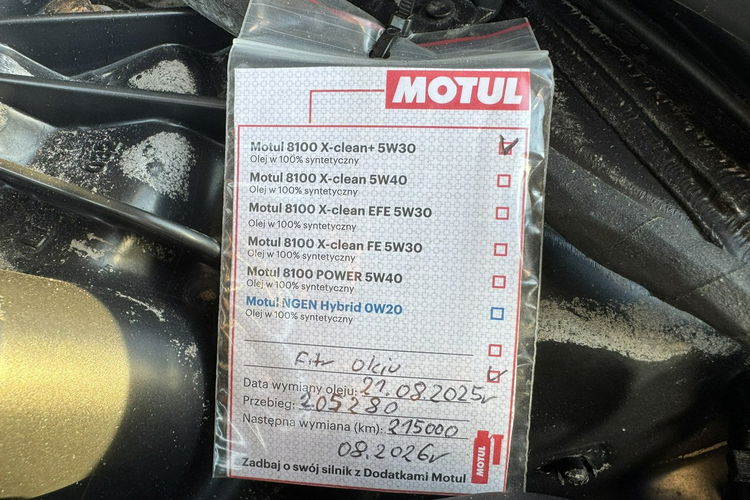 MOTUL
Motul 8100 X-clean+ 5W30
Olej w 100% syntetyczny
Motul 8100 X-clean 5W40
Olej w 100% syntetyczny
Motul 8100 X-clean EFE 5W30
Olej w 100% syntetyczny
Motul 8100 X-clean FE 5W30
Olej w 100% syntetyczny
Motul 8100 POWER 5W40
Olej w 100% syntetyczny
Motul NGEN Hybrid 0W20
Olej w 100% syntetyczny
Data wymiany oleju: 21.08.2025r
Przebieg: 205280
Następna wymiana (km): 215000
08.2026r
Zadbaj o swój silnik z Dodatkami Motul
MOTUL